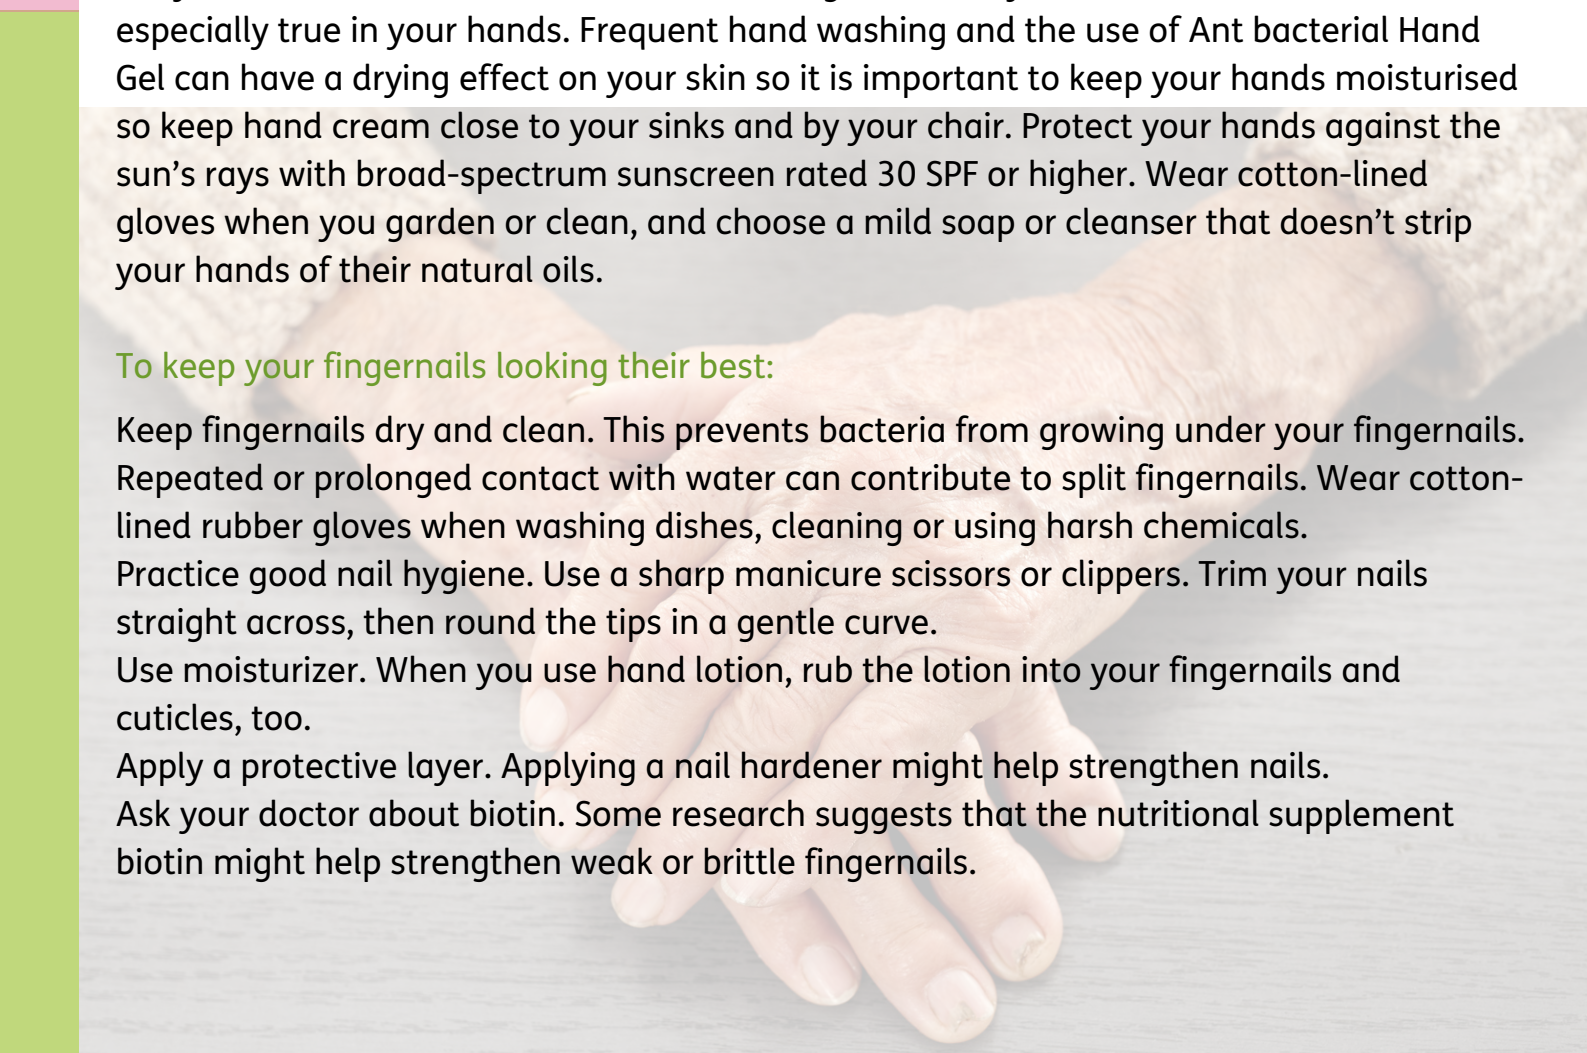 especially true in your hands. Frequent hand washing and the use of Ant bacterial Hand
Gel can have a drying effect on your skin so it is important to keep your hands moisturised
so keep hand cream close to your sinks and by your chair. Protect your hands against the
sun’s rays with broad-spectrum sunscreen rated 30 SPF or higher. Wear cotton-lined
gloves when you garden or clean, and choose a mild soap or cleanser that doesn’t strip
your hands of their natural oils.
To keep your fingernails looking their best:
Keep fingernails dry and clean. This prevents bacteria from growing under your fingernails.
Repeated or prolonged contact with water can contribute to split fingernails. Wear cotton-
lined rubber gloves when washing dishes, cleaning or using harsh chemicals.
Practice good nail hygiene. Use a sharp manicure scissors or clippers. Trim your nails
straight across, then round the tips in a gentle curve.
Use moisturizer. When you use hand lotion, rub the lotion into your fingernails and
cuticles, too.
Apply a protective layer. Applying a nail hardener might help strengthen nails.
Ask your doctor about biotin. Some research suggests that the nutritional supplement
biotin might help strengthen weak or brittle fingernails.